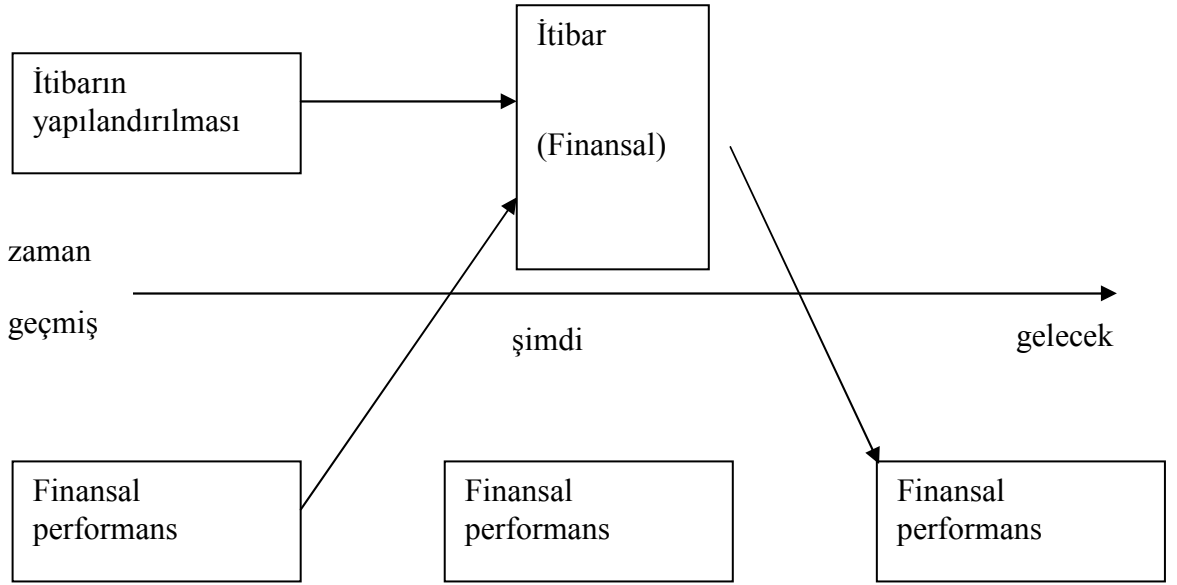 İtibar
(Finansal)
İtibarın
yapılandırılması
zaman
geçmiş
şimdi
gelecek
Finansal
performans
Finansal
performans
Finansal
performans